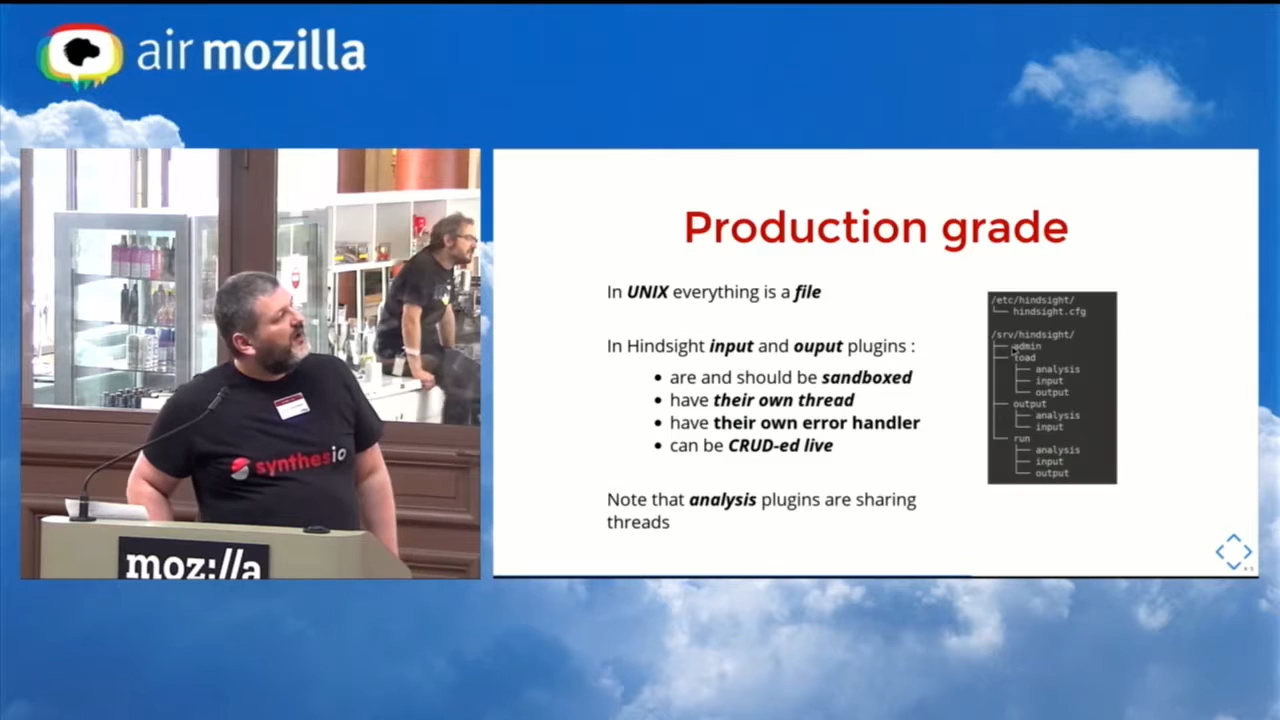 air mozilla
synthesio
moz://a
Production grade
In UNIX everything is a file
In Hindsight input and ouput plugins :
• are and should be sandboxed
• have their own thread
• have their own error handler
• can be CRUD-ed live
Note that analysis plugins are sharing
threads
/etc/hindsight/
└── hindsight.cfg
/srv/hindsight/
├── admin
├── load
│   ├── analysis
│   ├── input
│   └── output
├── output
│   ├── analysis
│   └── input
└── run
├── analysis
├── input
└── output